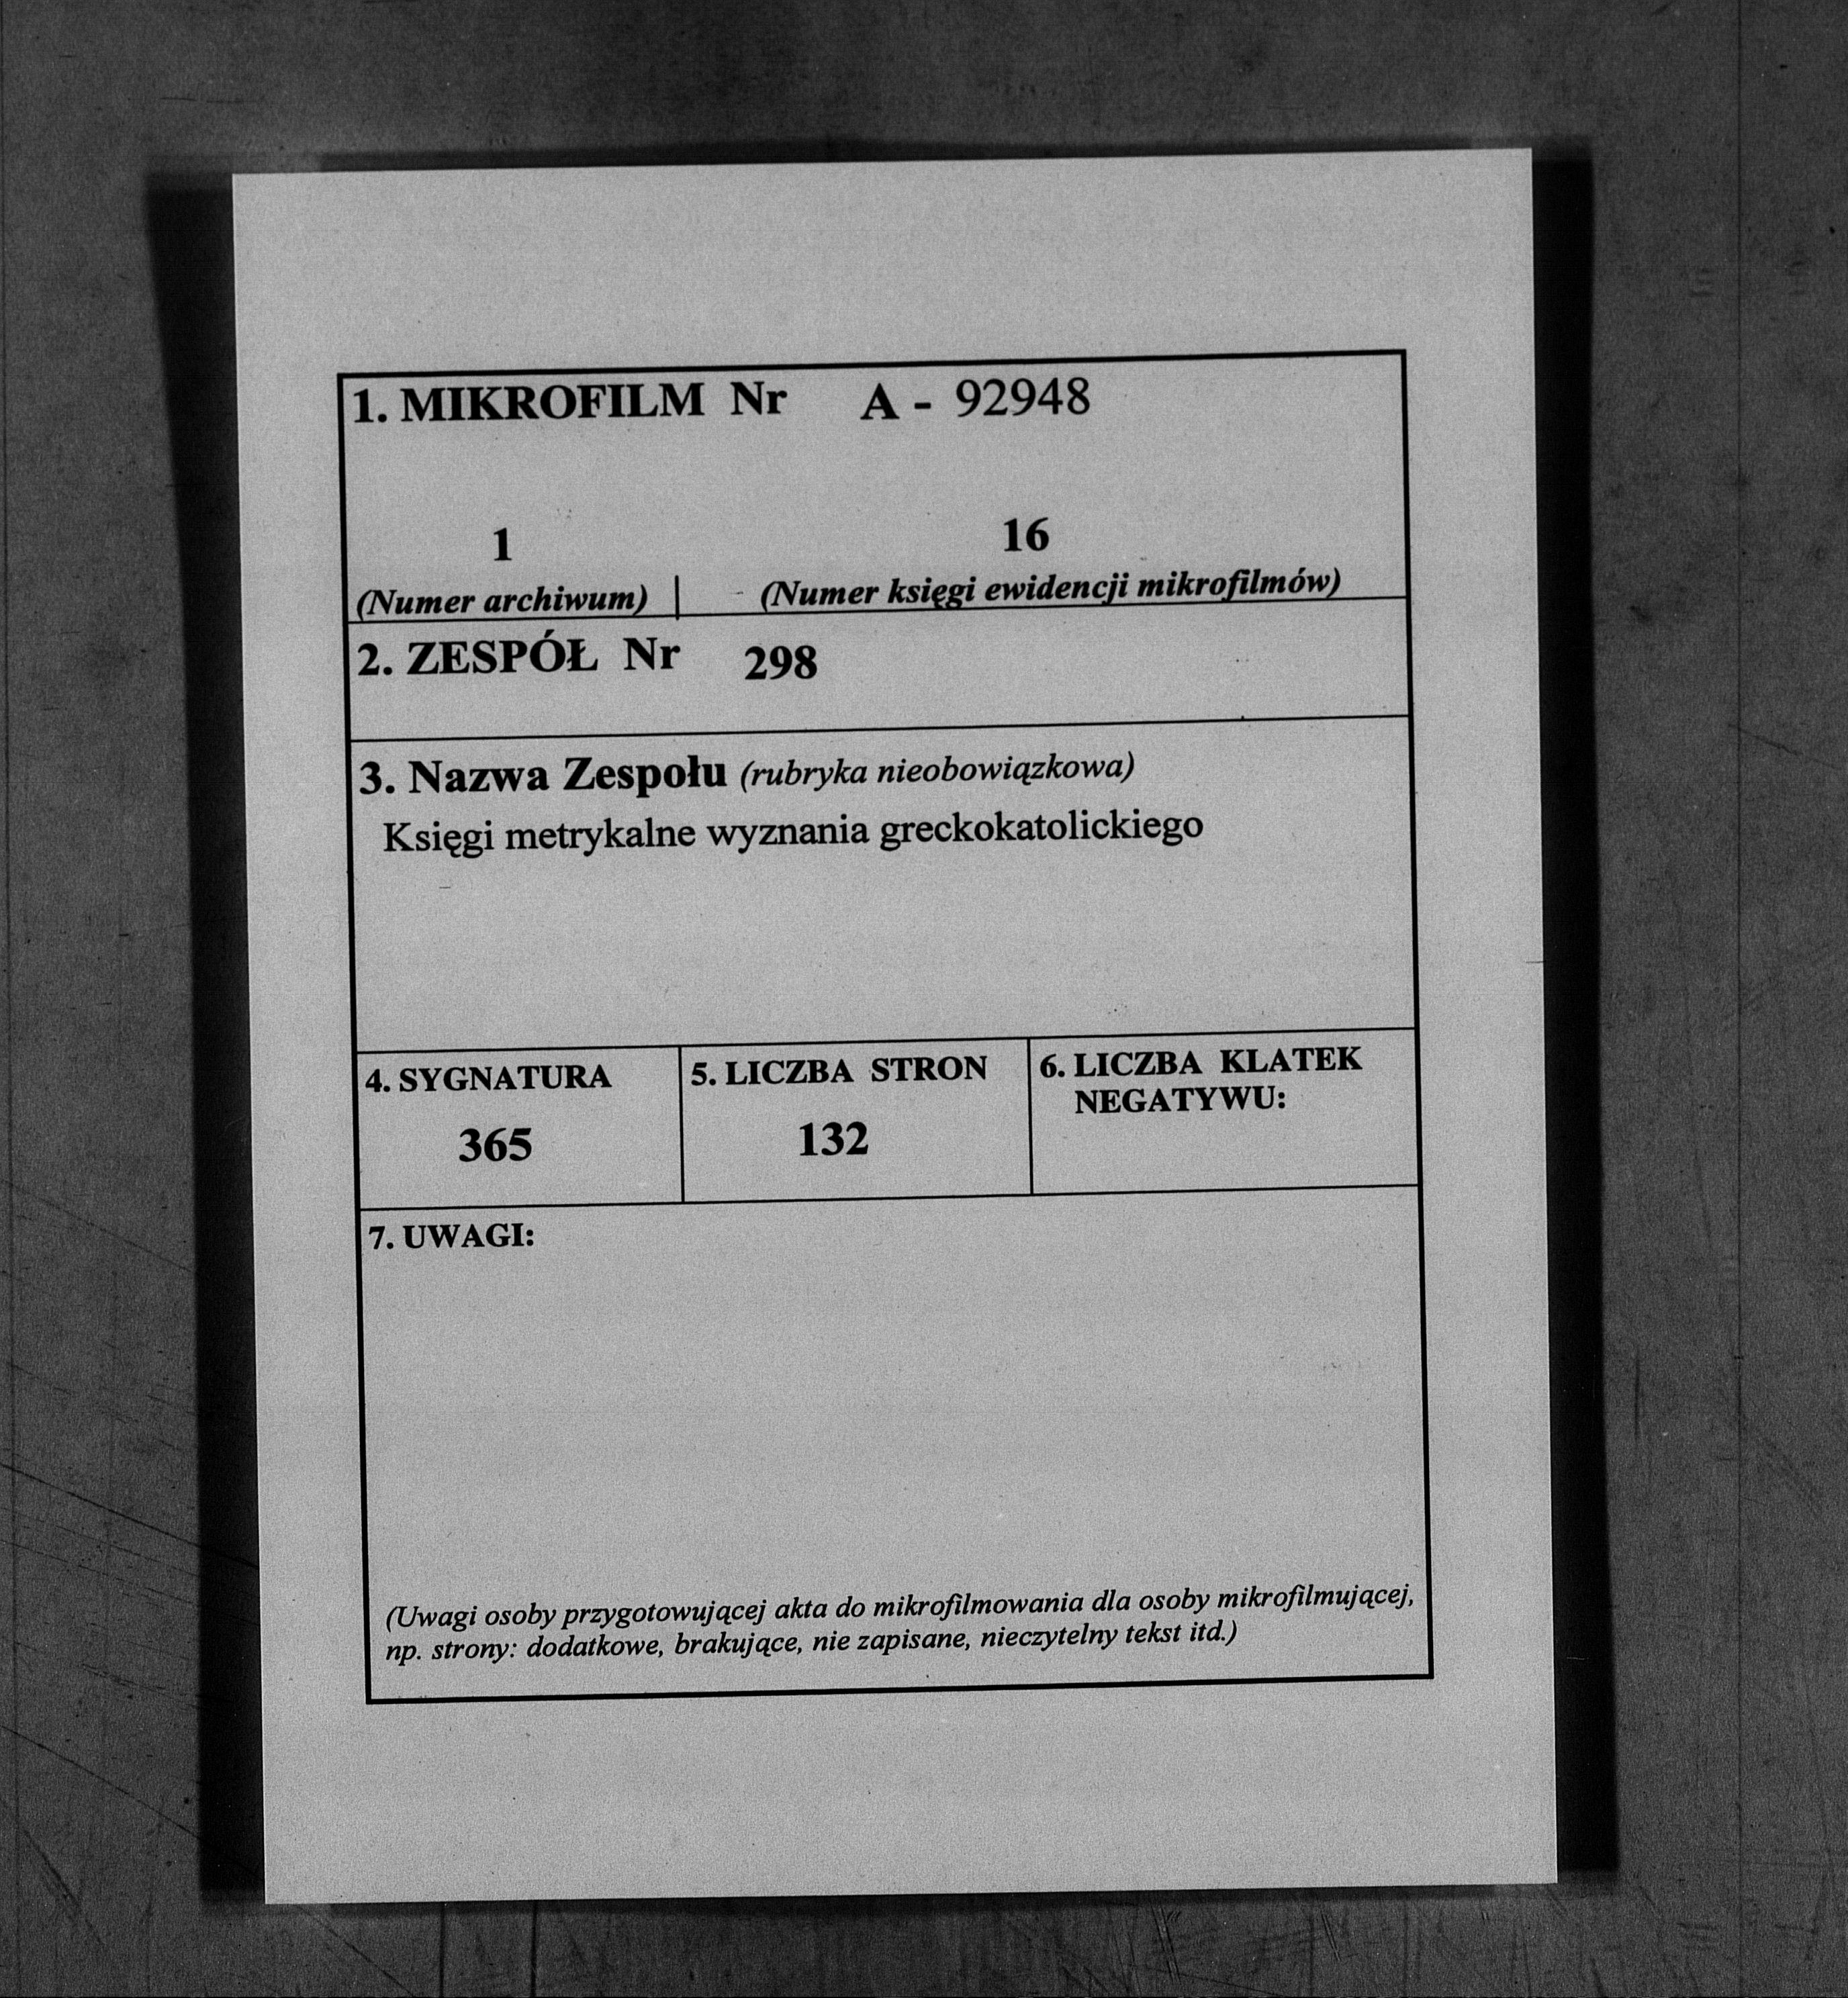 1. MIKROFILM Nr A - 92948
1 16
(Numer archiwum) | (Numer księgi ewidencji mikrofilmów)
2. ZESPÓŁ Nr 298
3. Nazwa Zespołu (rubryka nieobowiązkowa)
Księgi metrykalne wyznania greckokatolickiego
4. SYGNATURA
365
5. LICZBA STRON
132
6. LICZBA KLATEK
NEGATYWU:
7. UWAGI:
(Uwagi osoby przygotowującej akta do mikrofilmowania dla osoby mikrofilmującej,
np. strony: dodatkowe, brakujące, nie zapisane, nieczytelny tekst itd.)